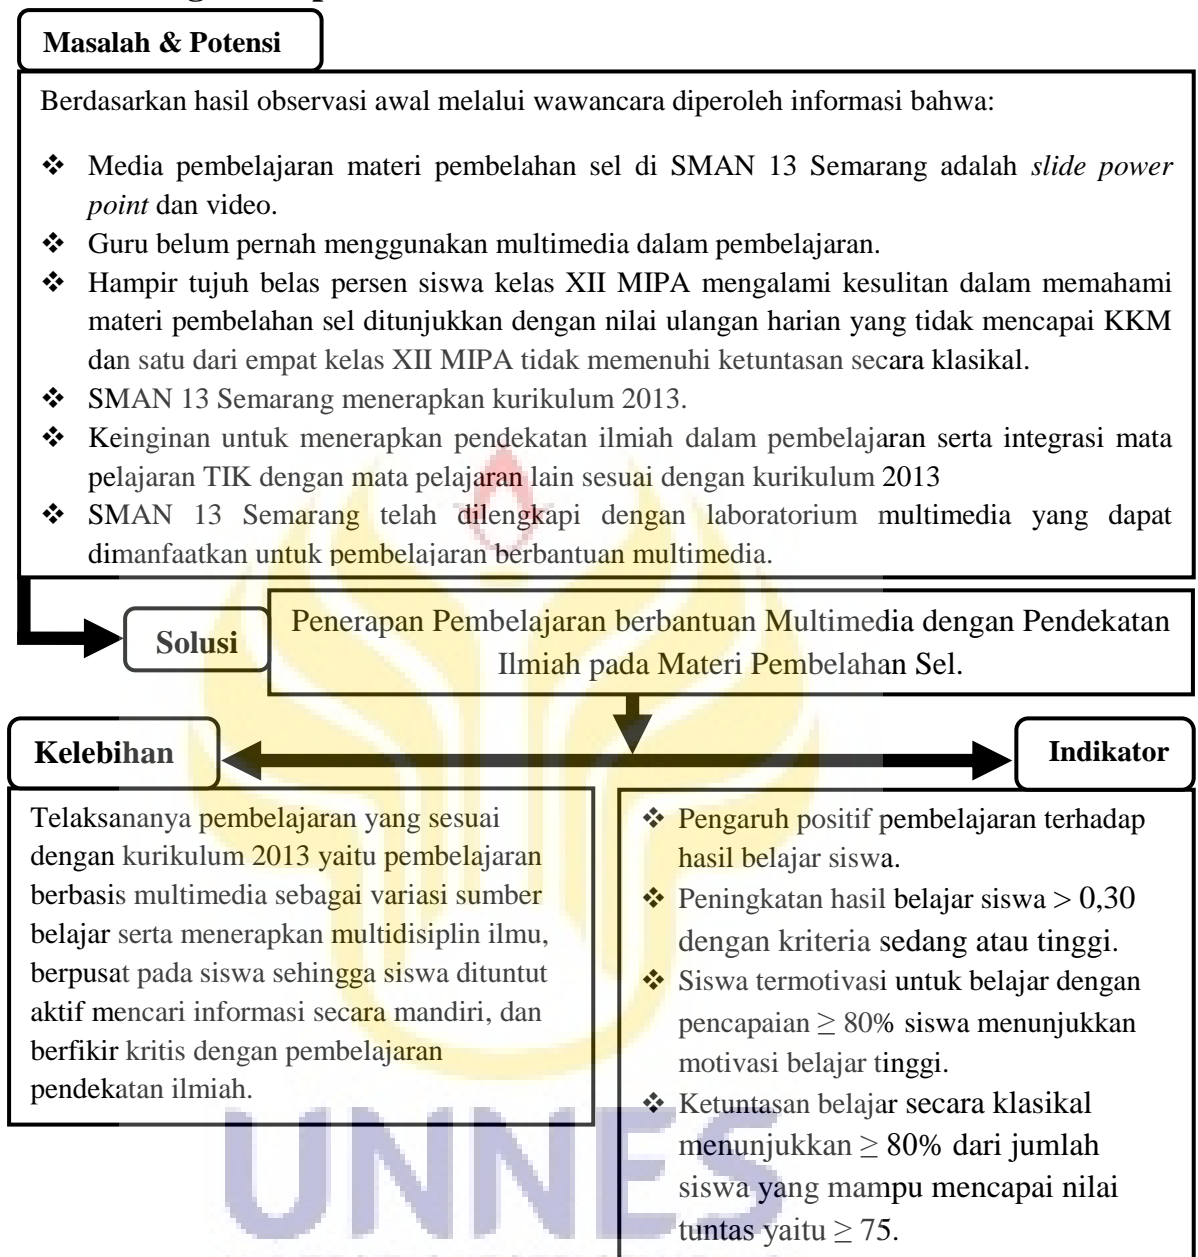 Masalah & Potensi
Berdasarkan hasil observasi awal melalui wawancara diperoleh informasi bahwa:
❖ Media pembelajaran materi pembelahan sel di SMAN 13 Semarang adalah slide power
point dan video.
❖ Guru belum pernah menggunakan multimedia dalam pembelajaran.
❖ Hampir tujuh belas persen siswa kelas XII MIPA mengalami kesulitan dalam memahami
materi pembelahan sel ditunjukkan dengan nilai ulangan harian yang tidak mencapai KKM
dan satu dari empat kelas XII MIPA tidak memenuhi ketuntasan secara klasikal.
❖ SMAN 13 Semarang menerapkan kurikulum 2013.
❖ Keinginan untuk menerapkan pendekatan ilmiah dalam pembelajaran serta integrasi mata
pelajaran TIK dengan mata pelajaran lain sesuai dengan kurikulum 2013
❖ SMAN 13 Semarang telah dilengkapi dengan laboratorium multimedia yang dapat
dimanfaatkan untuk pembelajaran berbantuan multimedia.
Solusi
Penerapan Pembelajaran berbantuan Multimedia dengan Pendekatan
Ilmiah pada Materi Pembelahan Sel.
Kelebihan
Telaksananya pembelajaran yang sesuai
dengan kurikulum 2013 yaitu pembelajaran
berbasis multimedia sebagai variasi sumber
belajar serta menerapkan multidisiplin ilmu,
berpusat pada siswa sehingga siswa dituntut
aktif mencari informasi secara mandiri, dan
berfikir kritis dengan pembelajaran
pendekatan ilmiah.
Indikator
❖ Pengaruh positif pembelajaran terhadap
hasil belajar siswa.
❖ Peningkatan hasil belajar siswa > 0,30
dengan kriteria sedang atau tinggi.
❖ Siswa termotivasi untuk belajar dengan
pencapaian ≥ 80% siswa menunjukkan
motivasi belajar tinggi.
❖ Ketuntasan belajar secara klasikal
menunjukkan ≥ 80% dari jumlah
siswa yang mampu mencapai nilai
tuntas yaitu ≥ 75.
UNNES